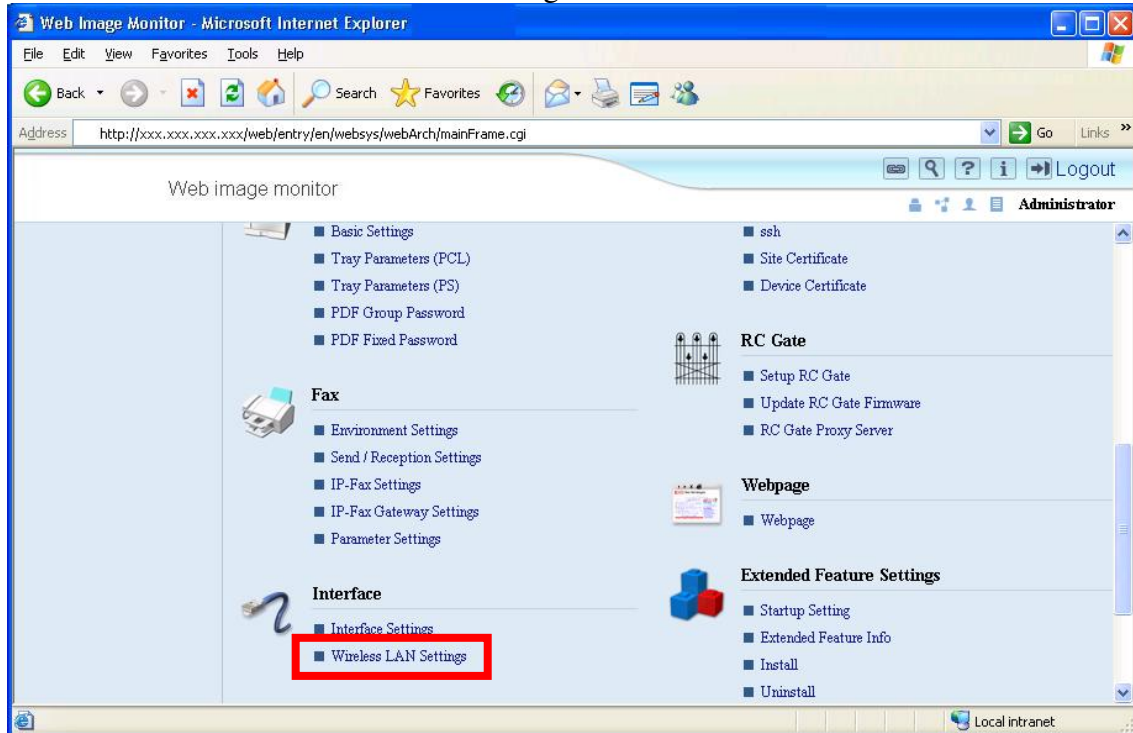 Web Image Monitor - Microsoft Internet Explorer
File Edit View Favorites Tools Help
Back Search Favorites
Address http://xxx.xxx.xxx.xxx/web/entry/en/websys/webArch/mainFrame.cgi Go Links »
Web image monitor
? i Logout
Administrator
Basic Settings
Tray Parameters (PCL)
Tray Parameters (PS)
PDF Group Password
PDF Fixed Password
Fax
Environment Settings
Send / Reception Settings
IP-Fax Settings
IP-Fax Gateway Settings
Parameter Settings
Interface
Interface Settings
Wireless LAN Settings
ssh
Site Certificate
Device Certificate
RC Gate
Setup RC Gate
Update RC Gate Firmware
RC Gate Proxy Server
Webpage
Webpage
Extended Feature Settings
Startup Setting
Extended Feature Info
Install
Uninstall
Local intranet